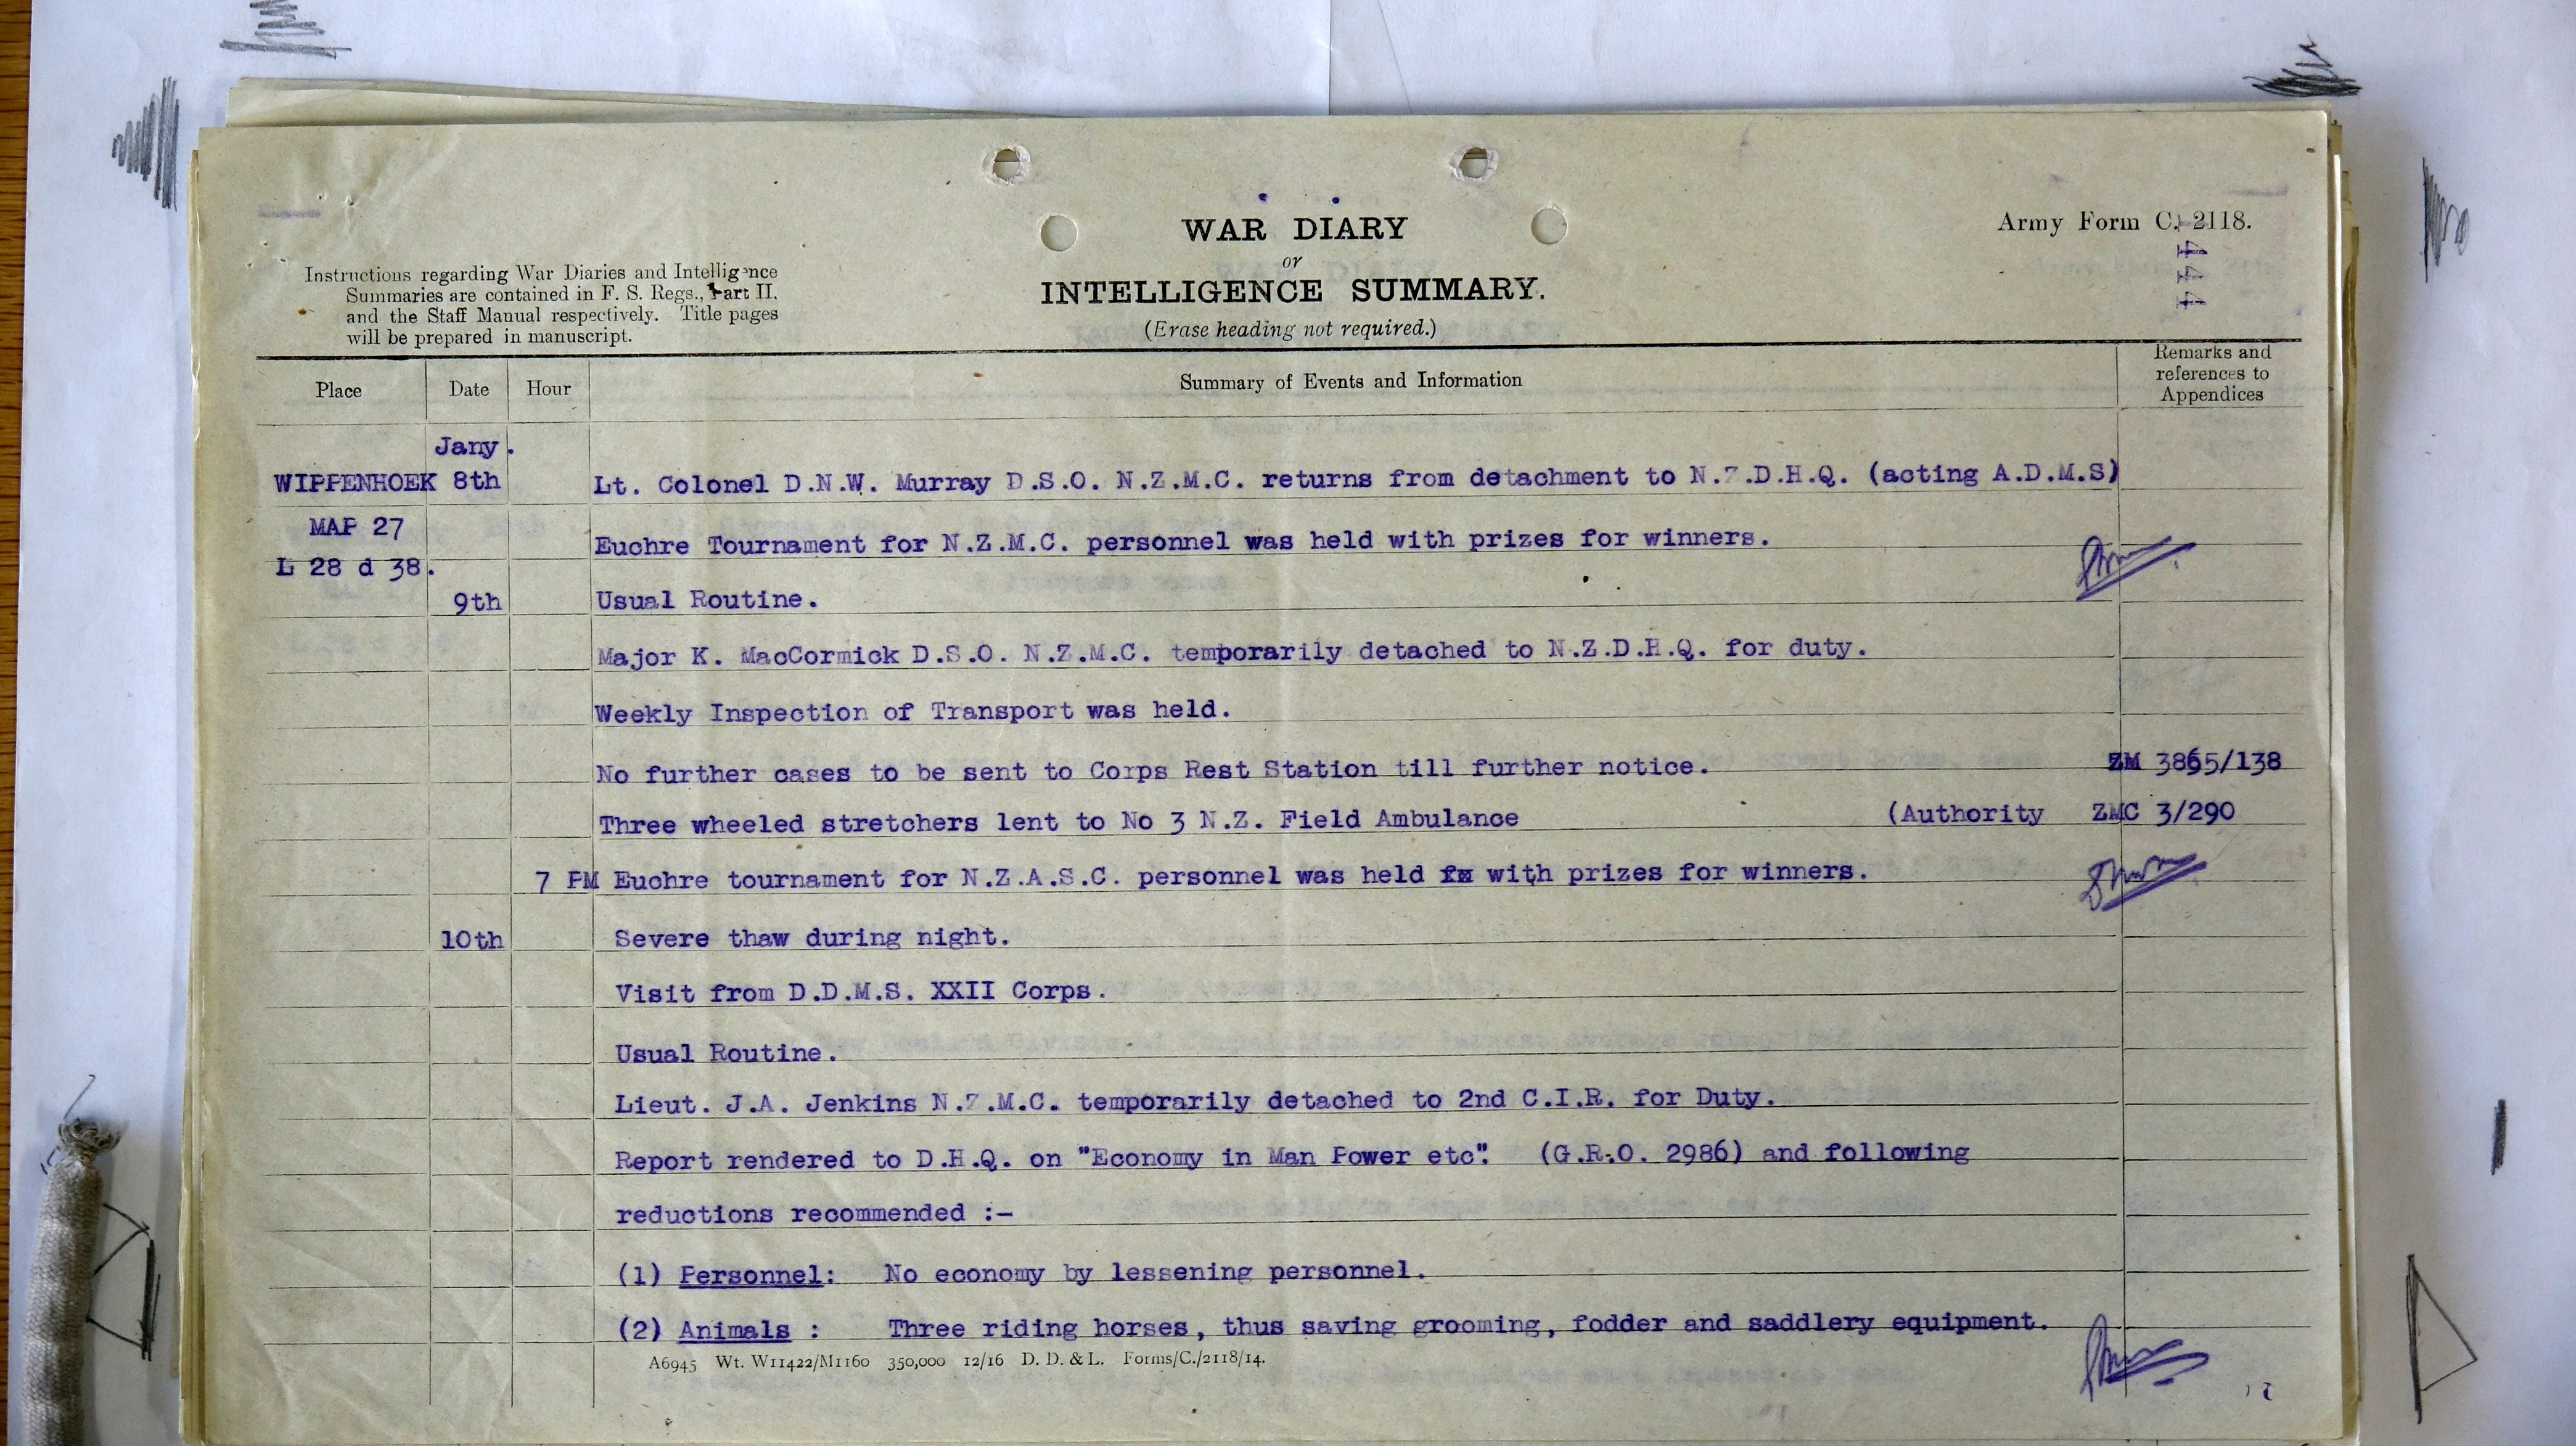 WAR DIARY
or
INTELLIGENCE SUMMARY.
(Erase heading not required.)
Army Form C. 2118.
Instructions regarding War Diaries and Intelligence
Summaries are contained in F. S. Regs., Part II.
and the Staff Manual respectively. Title pages
will be prepared in manuscript.
Place Date Hour Summary of Events and Information Remarks and references to Appendices
Jany.
WIPPENHOEK 8th Lt. Colonel D.N.W. Murray D.S.O. N.Z.M.C. returns from detachment to N.Z.D.H.Q. (acting A.D.M.S)
MAP 27
Euchre Tournament for N.Z.M.C. personnel was held with prizes for winners.
L 28 d 38.
9th Usual Routine.
Major K. MacCormick D.S.O. N.Z.M.C. temporarily detached to N.Z.D.H.Q. for duty.
Weekly Inspection of Transport was held.
No further cases to be sent to Corps Rest Station till further notice. ZM 3865/138
Three wheeled stretchers lent to No 3 N.Z. Field Ambulance (Authority ZMC 3/290
7 PM Euchre tournament for N.Z.A.S.C. personnel was held with prizes for winners.
10th Severe thaw during night.
Visit from D.D.M.S. XXII Corps.
Usual Routine.
Lieut. J.A. Jenkins N.Z.M.C. temporarily detached to 2nd C.I.R. for Duty.
Report rendered to D.H.Q. on "Economy in Man Power etc". (G.R.O. 2986) and following
reductions recommended :-
(1) Personnel: No economy by lessening personnel.
(2) Animals : Three riding horses, thus saving grooming, fodder and saddlery equipment.
A6945 Wt. W11422/M1160 350,000 12/16 D. D. & L. Forms/C./2118/14.